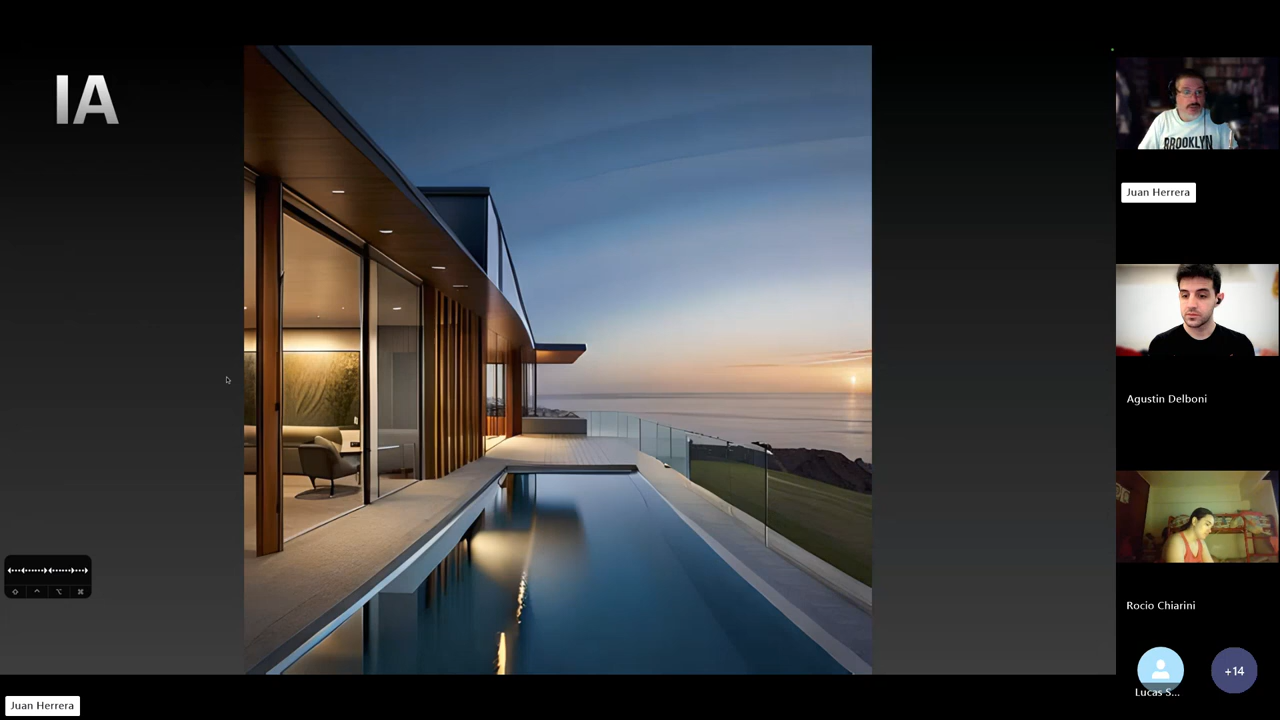 IA
BROOKLYN
Juan Herrera
Agustin Delboni
Rocio Chiarini
Lucas S...
+14
Juan Herrera